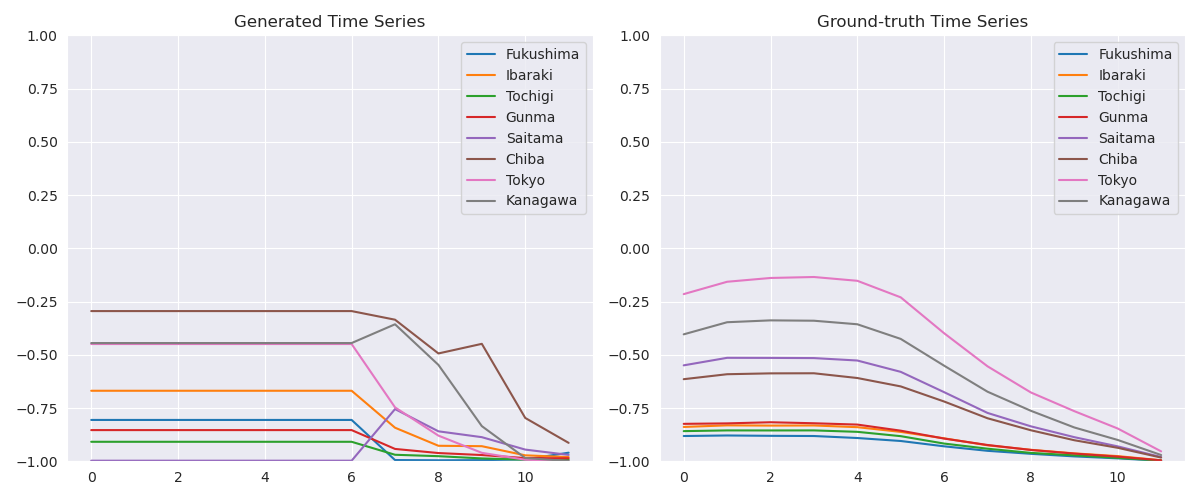 Generated Time Series
1.00
0.75
0.50
0.25
0.00
−0.25
−0.50
−0.75
−1.00
0 2 4 6 8 10
Fukushima
Ibaraki
Tochigi
Gunma
Saitama
Chiba
Tokyo
Kanagawa
Ground-truth Time Series
1.00
0.75
0.50
0.25
0.00
−0.25
−0.50
−0.75
−1.00
0 2 4 6 8 10
Fukushima
Ibaraki
Tochigi
Gunma
Saitama
Chiba
Tokyo
Kanagawa